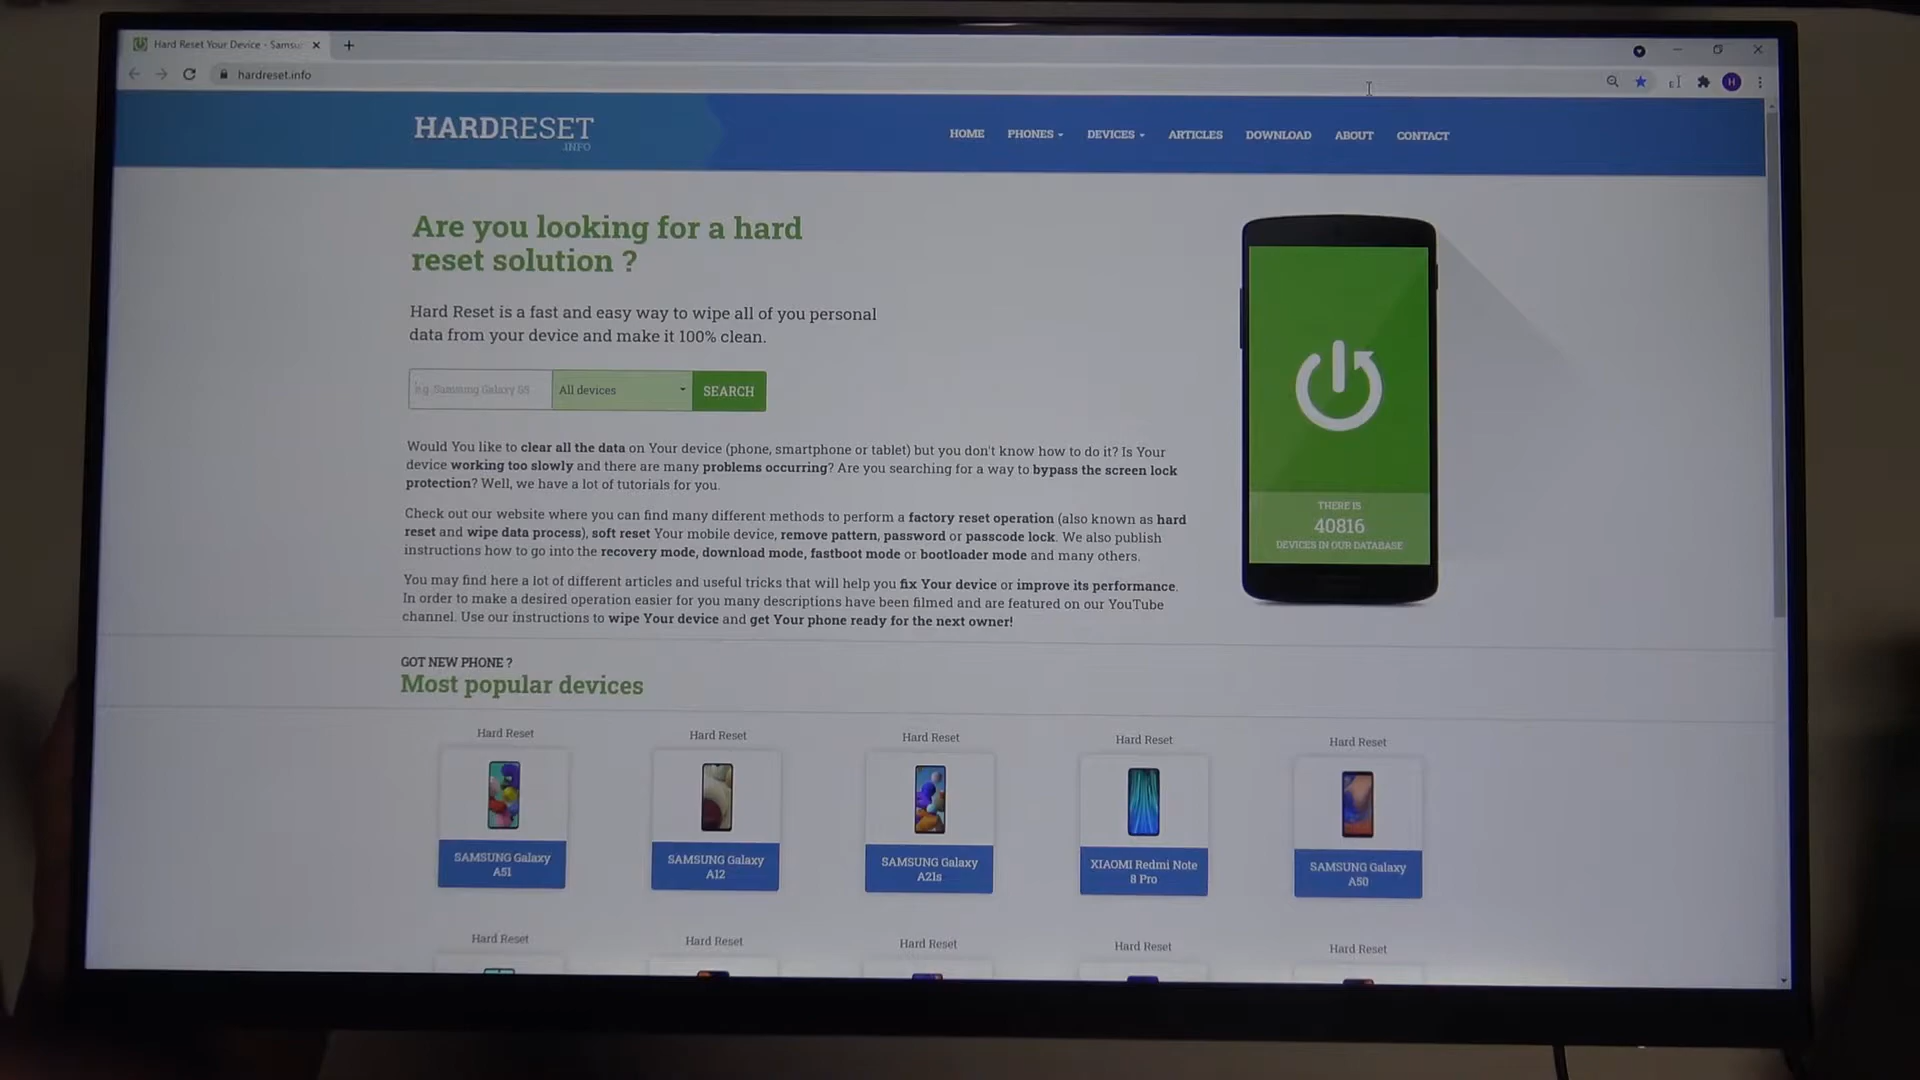 Hard Reset Your Device - Samsu
hardreset.info
H
HARDRESET
.INFO
HOME PHONES DEVICES ARTICLES DOWNLOAD ABOUT CONTACT
Are you looking for a hard
reset solution ?
Hard Reset is a fast and easy way to wipe all of you personal
data from your device and make it 100% clean.
e.g. Samsung Galaxy S5 All devices SEARCH
Would You like to clear all the data on Your device (phone, smartphone or tablet) but you don't know how to do it? Is Your
device working too slowly and there are many problems occurring? Are you searching for a way to bypass the screen lock
protection? Well, we have a lot of tutorials for you.
Check out our website where you can find many different methods to perform a factory reset operation (also known as hard
reset and wipe data process), soft reset Your mobile device, remove pattern, password or passcode lock. We also publish
instructions how to go into the recovery mode, download mode, fastboot mode or bootloader mode and many others.
You may find here a lot of different articles and useful tricks that will help you fix Your device or improve its performance.
In order to make a desired operation easier for you many descriptions have been filmed and are featured on our YouTube
channel. Use our instructions to wipe Your device and get Your phone ready for the next owner!
THERE IS
40816
DEVICES IN OUR DATABASE
GOT NEW PHONE ?
Most popular devices
Hard Reset Hard Reset Hard Reset Hard Reset Hard Reset
SAMSUNG Galaxy
A51
SAMSUNG Galaxy
A12
SAMSUNG Galaxy
A21s
XIAOMI Redmi Note
8 Pro
SAMSUNG Galaxy
A50
Hard Reset Hard Reset Hard Reset Hard Reset Hard Reset